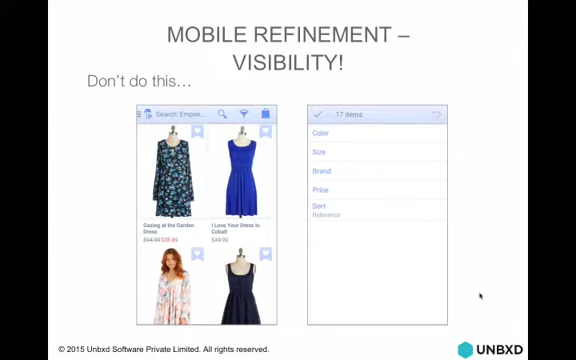 MOBILE REFINEMENT –
VISIBILITY!
Don't do this…
Search: Empire...
Gazing at the Garden
Dress
$54.99 $38.99
I Love Your Dress in
Cobalt
$49.99
17 items
Color
Size
Brand
Price
Sort
Relevance
© 2015 Unbxd Software Private Limited. All rights reserved.
UNBXD